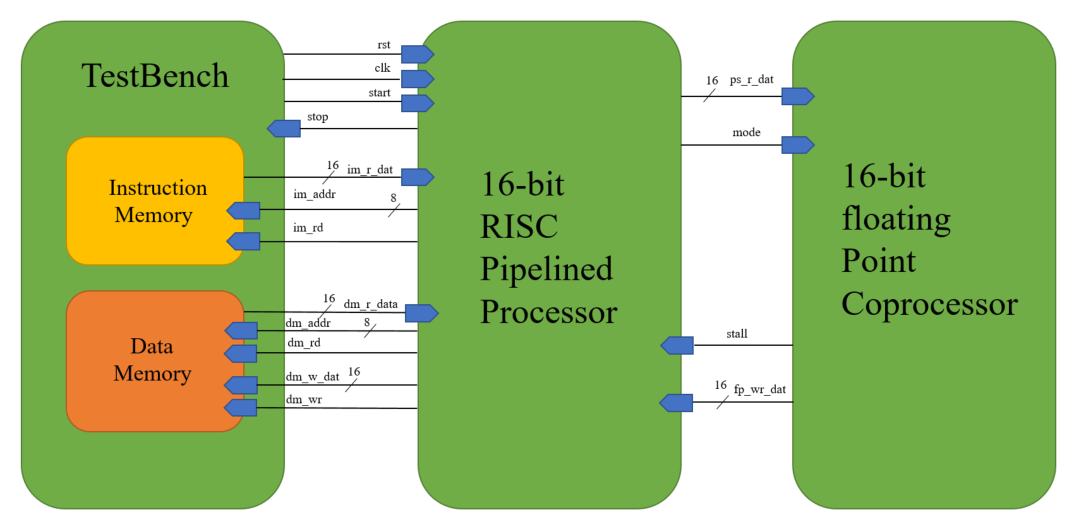 TestBench
rst
clk
start
stop
Instruction
Memory
16
im_r_dat
im_addr
8
im_rd
Data
Memory
16
dm_r_data
dm_addr
8
dm_rd
dm_w_dat
16
dm_wr
16-bit
RISC
Pipelined
Processor
16
ps_r_dat
mode
stall
16
fp_wr_dat
16-bit
floating
Point
Coprocessor